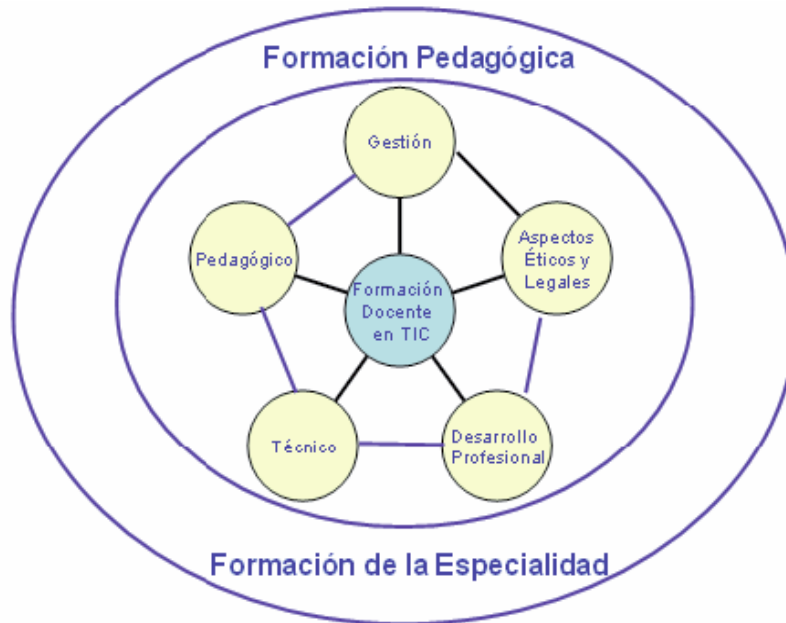 Formación Pedagógica
Gestión
Pedagógico
Aspectos
Éticos y
Legales
Formación
Docente
en TIC
Técnico
Desarrollo
Profesional
Formación de la Especialidad